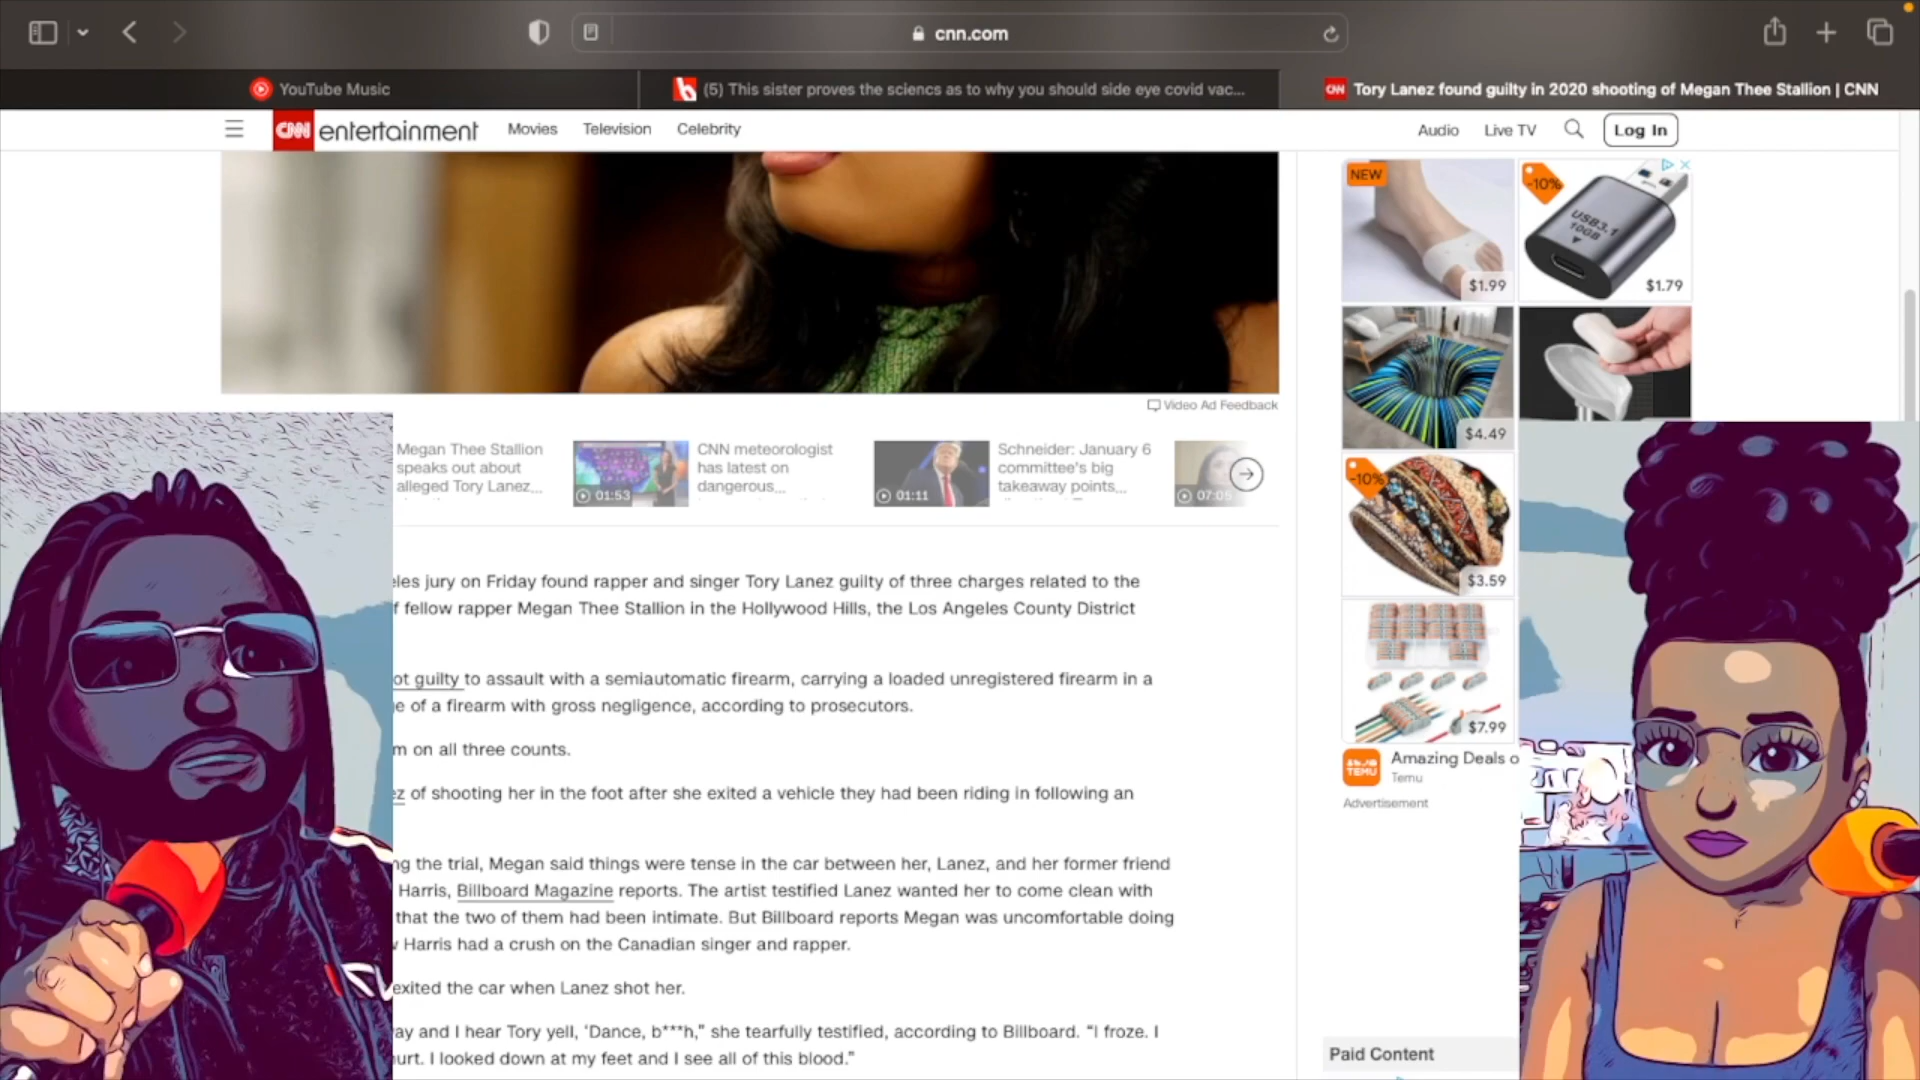 cnn.com
YouTube Music
(5) This sister proves the sciencs as to why you should side eye covid vac...
CNN
Tory Lanez found guilty in 2020 shooting of Megan Thee Stallion | CNN
CNN entertainment
Movies
Television
Celebrity
Audio
Live TV
Log In
NEW
$1.99
-10%
USB3.1
10GB
$1.79
$4.49
-10%
$3.59
$7.99
TEMU
Amazing Deals o
Temu
Advertisement
Video Ad Feedback
Megan Thee Stallion
speaks out about
alleged Tory Lanez...
01:53
CNN meteorologist
has latest on
dangerous...
01:11
Schneider: January 6
committee's big
takeaway points...
07:05
eles jury on Friday found rapper and singer Tory Lanez guilty of three charges related to the
f fellow rapper Megan Thee Stallion in the Hollywood Hills, the Los Angeles County District
ot guilty to assault with a semiautomatic firearm, carrying a loaded unregistered firearm in a
e of a firearm with gross negligence, according to prosecutors.
m on all three counts.
ez of shooting her in the foot after she exited a vehicle they had been riding in following an
ng the trial, Megan said things were tense in the car between her, Lanez, and her former friend
Harris, Billboard Magazine reports. The artist testified Lanez wanted her to come clean with
that the two of them had been intimate. But Billboard reports Megan was uncomfortable doing
w Harris had a crush on the Canadian singer and rapper.
exited the car when Lanez shot her.
ay and I hear Tory yell, 'Dance, b***h,” she tearfully testified, according to Billboard. “I froze. I
urt. I looked down at my feet and I see all of this blood.”
Paid Content